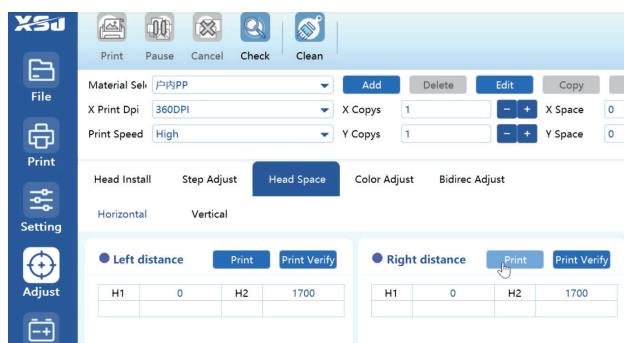 XSJ
Print Pause Cancel Check Clean
File
Material Sel 户内PP Add Delete Edit Copy
X Print Dpi 360DPI X Copys 1 - + X Space 0
Print Speed High Y Copys 1 - + Y Space 0
Print
Head Install Step Adjust Head Space Color Adjust Bidirec Adjust
Horizontal Vertical
Setting
Left distance Print Print Verify Right distance Print Print Verify
Adjust
H1 0 H2 1700 H1 0 H2 1700